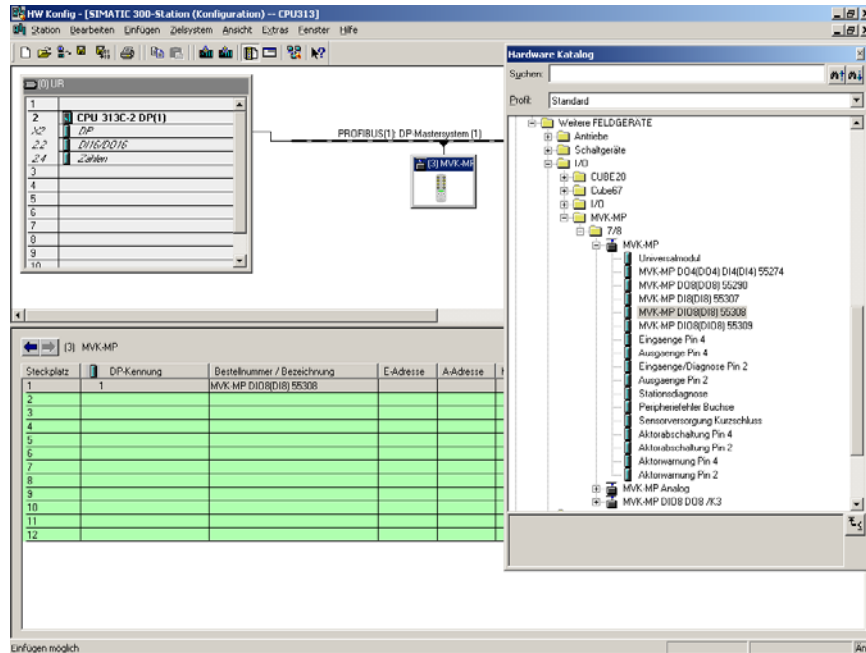 HW Konfig - [SIMATIC 300-Station (Konfiguration) -- CPU313]
Station Bearbeiten Einfügen Zielsystem Ansicht Extras Fenster Hilfe
(0) UR
1
2 CPU 313C-2 DP(1)
X2 DP
2.2 DI16/DO16
2.4 Zählen
3
4
5
6
7
8
9
10
PROFIBUS(1): DP-Mastersystem (1)
(3) MVK-MP
Hardware Katalog
Suchen:
Profil: Standard
Weitere FELDGERÄTE
Antriebe
Schaltgeräte
I/O
CUBE20
Cube67
I/O
MVK-MP
7/8
MVK-MP
Universalmodul
MVK-MP DO4(DO4) DI4(DI4) 55274
MVK-MP DO8(DO8) 55290
MVK-MP DI8(DI8) 55307
MVK-MP DIO8(DI8) 55308
MVK-MP DIO8(DIO8) 55309
Eingaenge Pin 4
Ausgaenge Pin 4
Eingaenge/Diagnose Pin 2
Ausgaenge Pin 2
Stationsdiagnose
Peripheriefehler Buchse
Sensorversorgung Kurzschluss
Aktorabschaltung Pin 4
Aktorabschaltung Pin 2
Aktorwarnung Pin 4
Aktorwarnung Pin 2
MVK-MP Analog
MVK-MP DIO8 DO8 /K3
(3) MVK-MP
Steckplatz DP-Kennung Bestellnummer / Bezeichnung E-Adresse A-Adresse
1 1 MVK-MP DIO8(DI8) 55308
2
3
4
5
6
7
8
9
10
11
12
Einfügen möglich